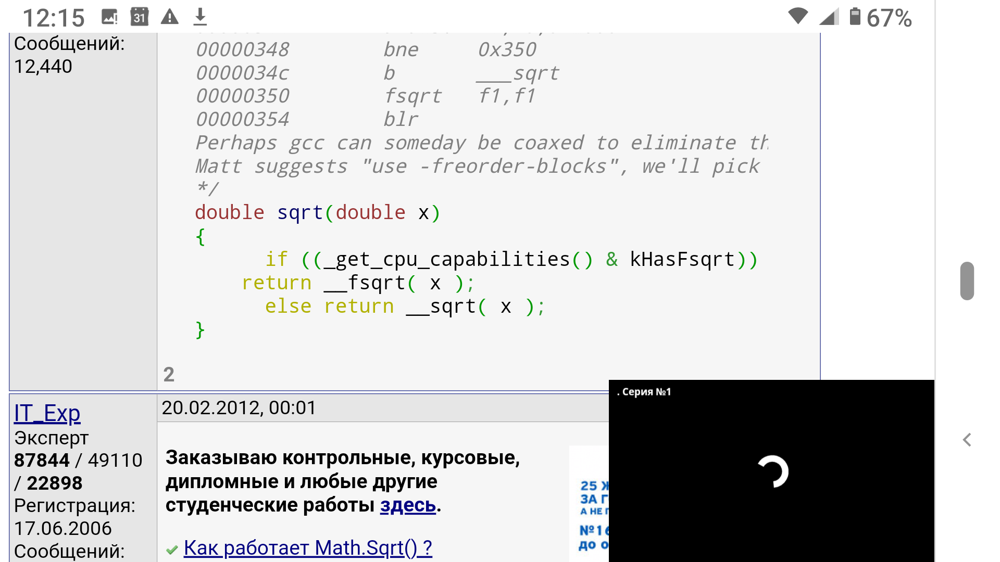 12:15
31
67%
Сообщений:
12,440
00000348 bne 0x350
0000034c b ___sqrt
00000350 fsqrt f1,f1
00000354 blr
Perhaps gcc can someday be coaxed to eliminate th
Matt suggests "use -freorder-blocks", we'll pick
*/
double sqrt(double x)
{
if ((_get_cpu_capabilities() & kHasFsqrt))
return __fsqrt( x );
else return __sqrt( x );
}
2
IT_Exp
Эксперт
87844 / 49110
/ 22898
Регистрация:
17.06.2006
Сообщений:
20.02.2012, 00:01
Заказываю контрольные, курсовые,
дипломные и любые другие
студенческие работы здесь.
Как работает Math.Sqrt() ?
25 Ж
ЗА Г
А НЕ Г
№16
до о
. Серия №1